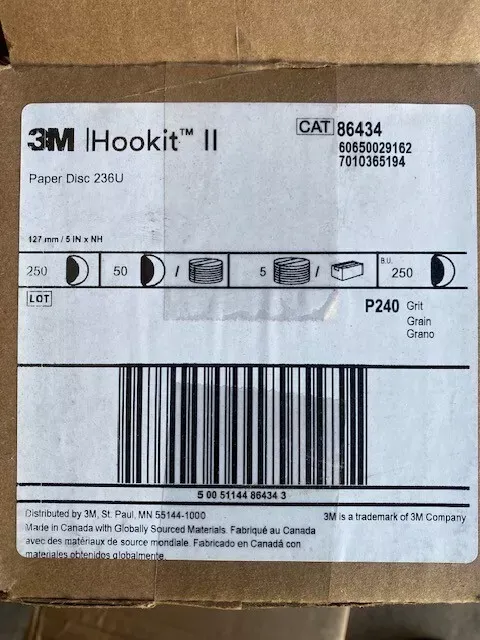 3M |Hookit™ II
CAT 86434
60650029162
7010365194
Paper Disc 236U
127 mm / 5 IN x NH
250 50 / 5 / B.U. 250
LOT
P240 Grit
Grain
Grano
5 00 51144 86434 3
Distributed by 3M, St. Paul, MN 55144-1000
3M is a trademark of 3M Company
Made in Canada with Globally Sourced Materials. Fabriqué au Canada
avec des matériaux de source mondiale. Fabricado en Canadá con
materiales obtenidos globalmente.